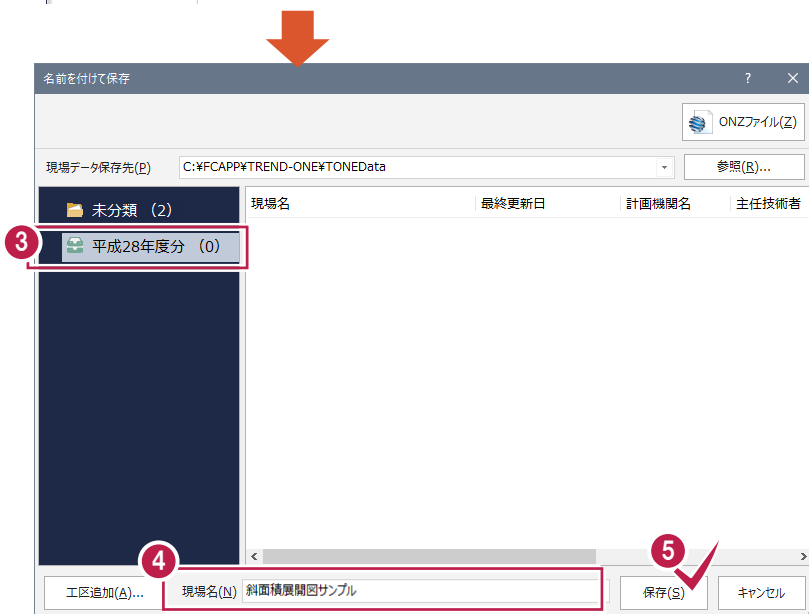 名前を付けて保存 ? ×
ONZファイル(Z)
現場データ保存先(P) C:¥FCAPP¥TREND-ONE¥TONEData 参照(R)...
未分類 （2）
現場名 最終更新日 計画機関名 主任技術者
3 平成28年度分 （0）
4 5
工区追加(A)... 現場名(N) 斜面積展開図サンプル 保存(S) キャンセル